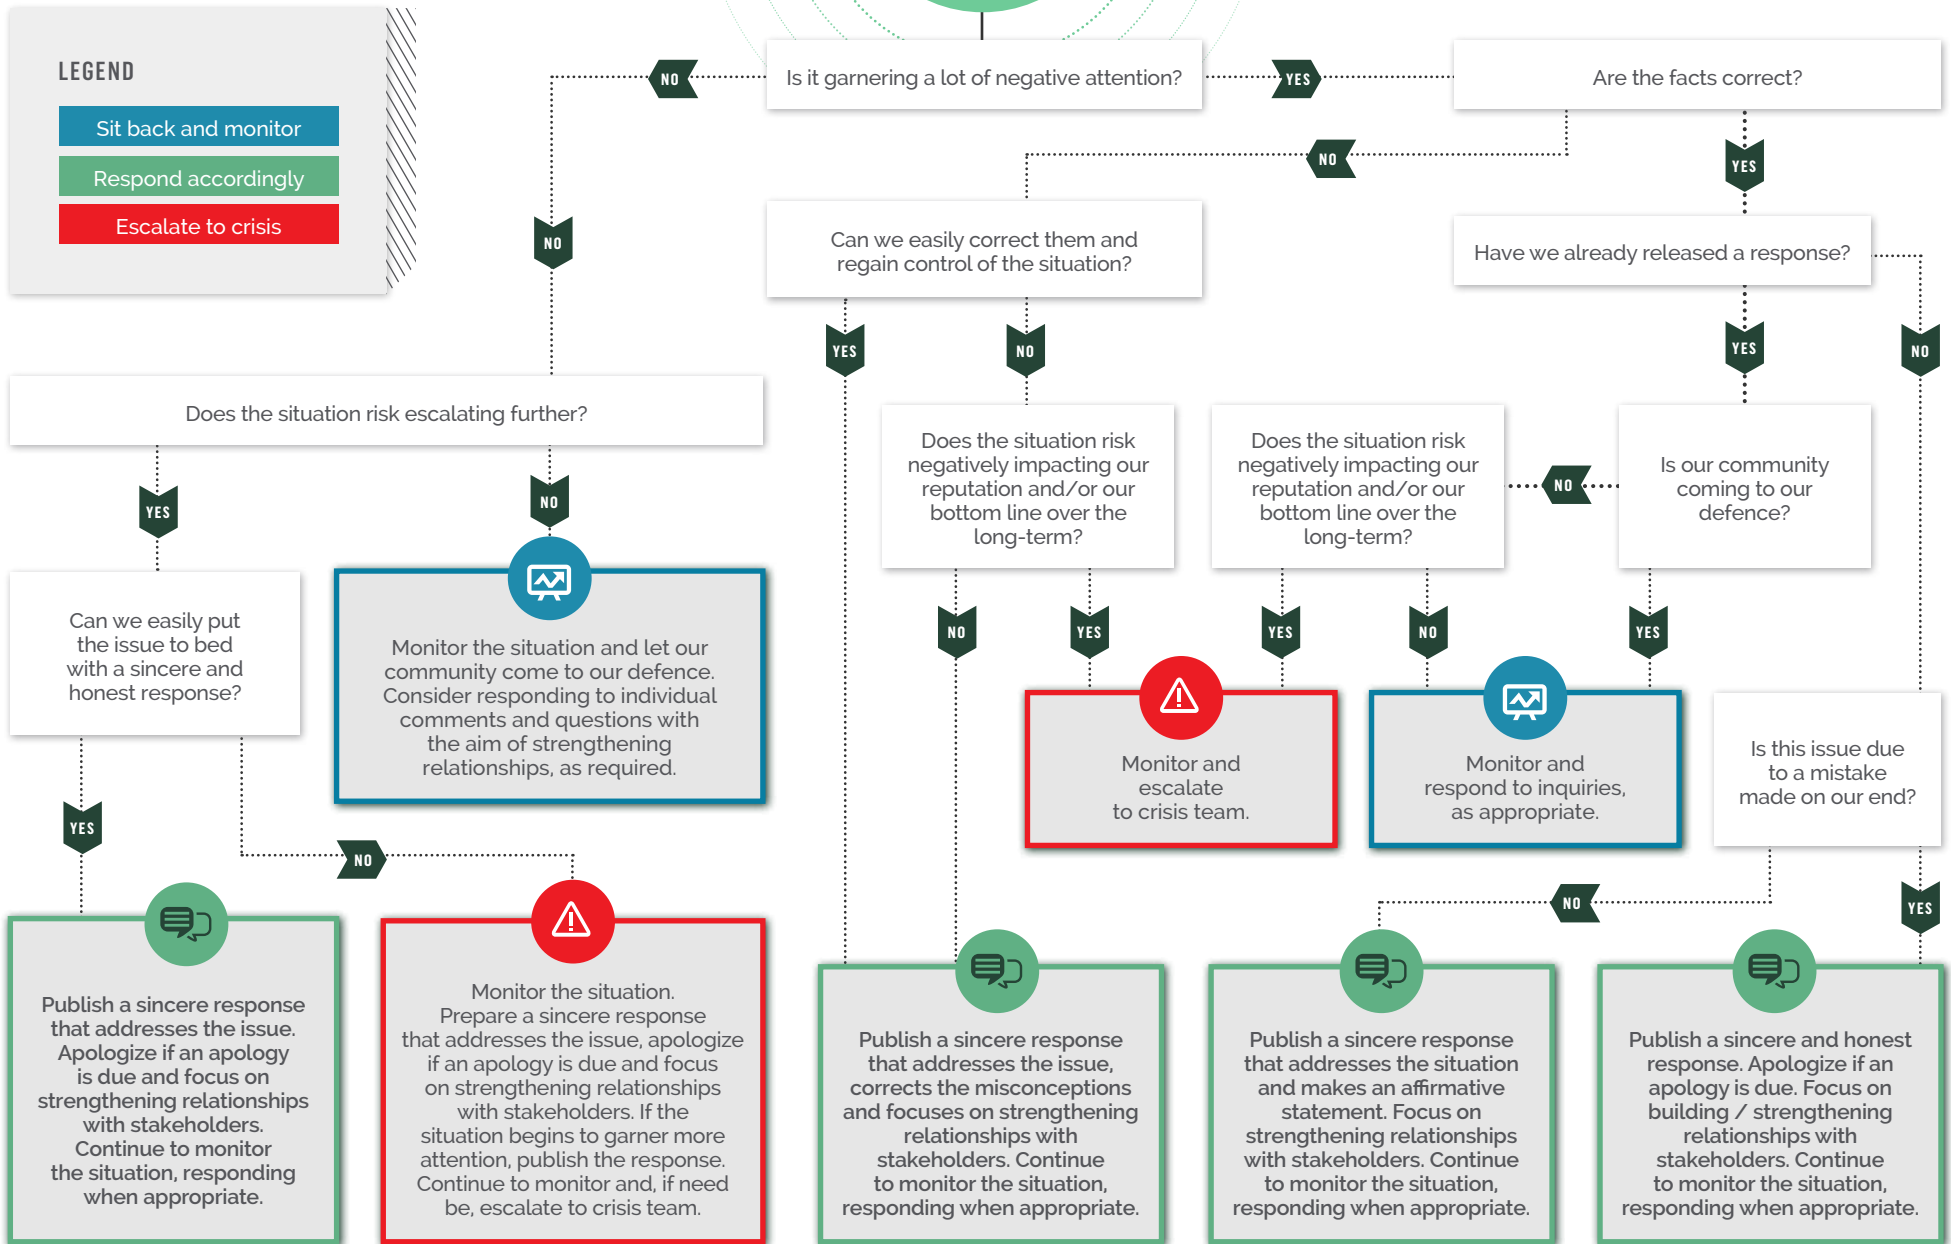 LEGEND
Sit back and monitor
Respond accordingly
Escalate to crisis
NO
Is it garnering a lot of negative attention?
YES
Are the facts correct?
NO
YES
NO
Can we easily correct them and
regain control of the situation?
Have we already released a response?
YES
NO
YES
NO
Does the situation risk escalating further?
Does the situation risk
negatively impacting our
reputation and/or our
bottom line over the
long-term?
Does the situation risk
negatively impacting our
reputation and/or our
bottom line over the
long-term?
NO
Is our community
coming to our
defence?
YES
NO
Can we easily put
the issue to bed
with a sincere and
honest response?
Monitor the situation and let our
community come to our defence.
Consider responding to individual
comments and questions with
the aim of strengthening
relationships, as required.
NO
YES
YES
NO
YES
Monitor and
escalate
to crisis team.
Monitor and
respond to inquiries,
as appropriate.
Is this issue due
to a mistake
made on our end?
YES
NO
NO
YES
Publish a sincere response
that addresses the issue.
Apologize if an apology
is due and focus on
strengthening relationships
with stakeholders.
Continue to monitor
the situation, responding
when appropriate.
Monitor the situation.
Prepare a sincere response
that addresses the issue, apologize
if an apology is due and focus
on strengthening relationships
with stakeholders. If the
situation begins to garner more
attention, publish the response.
Continue to monitor and, if need
be, escalate to crisis team.
Publish a sincere response
that addresses the issue,
corrects the misconceptions
and focuses on strengthening
relationships with
stakeholders. Continue
to monitor the situation,
responding when appropriate.
Publish a sincere response
that addresses the situation
and makes an affirmative
statement. Focus on
strengthening relationships
with stakeholders. Continue
to monitor the situation,
responding when appropriate.
Publish a sincere and honest
response. Apologize if an
apology is due. Focus on
building / strengthening
relationships with
stakeholders. Continue
to monitor the situation,
responding when appropriate.